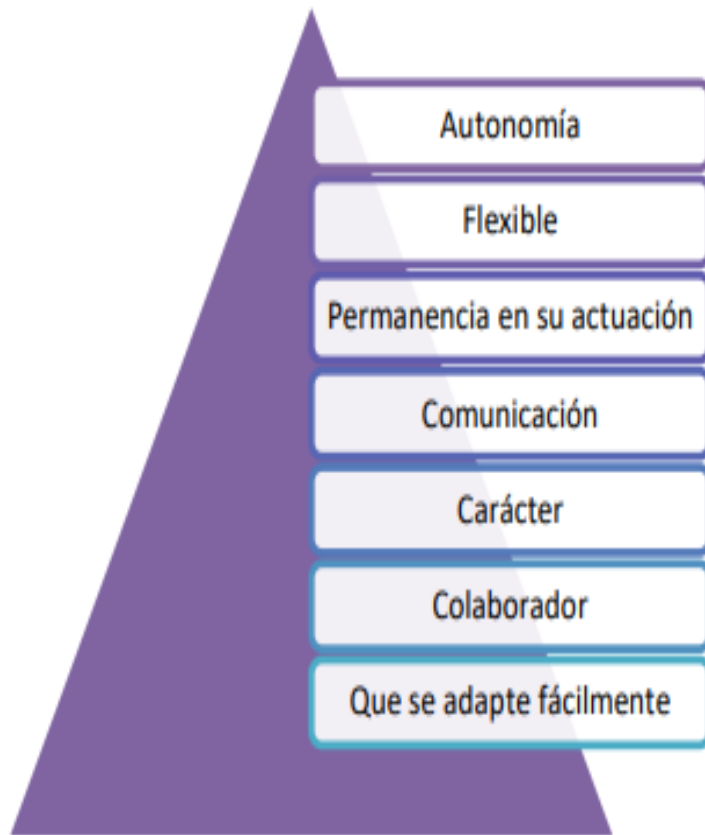 Autonomía
Flexible
Permanencia en su actuación
Comunicación
Carácter
Colaborador
Que se adapte fácilmente